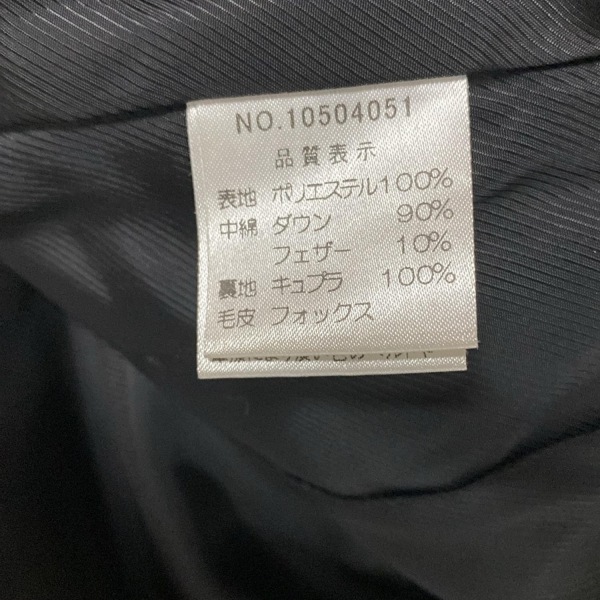 NO.10504051
品質表示
表地 ポリエステル100%
中綿 ダウン 90%
フェザー 10%
裏地 キュプラ 100%
毛皮 フォックス